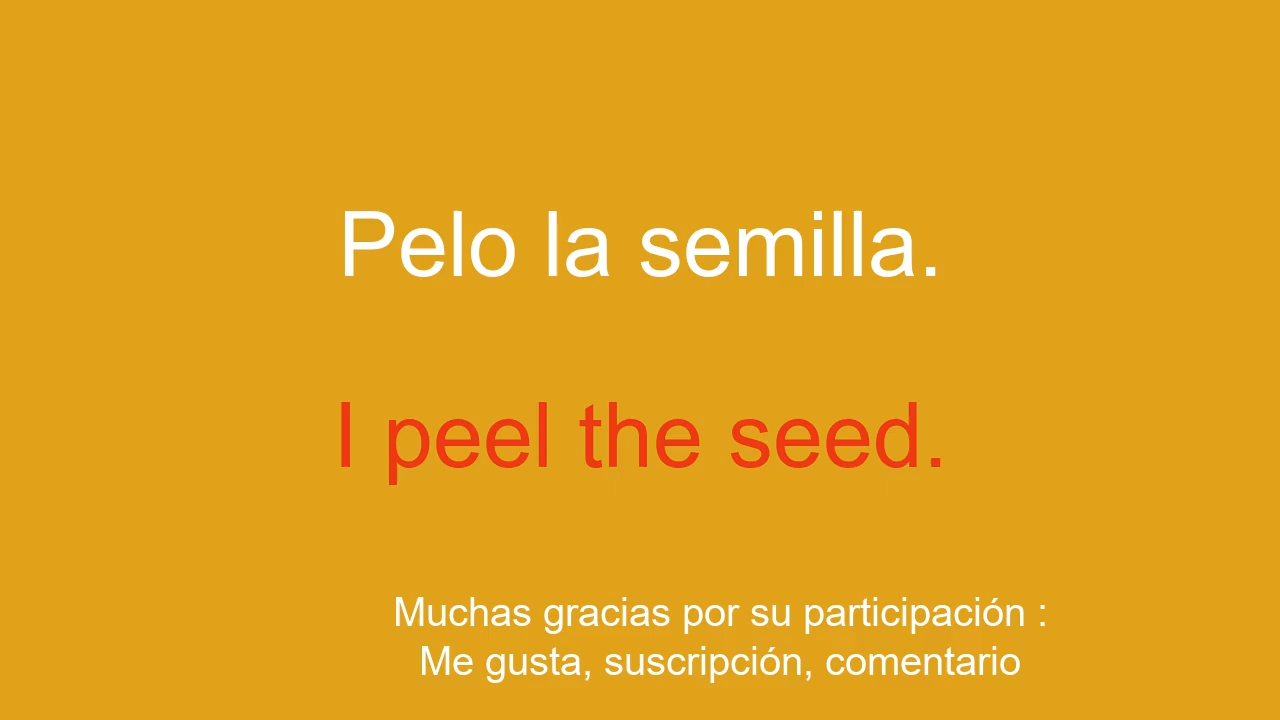 Pelo la semilla.
I peel the seed.
Muchas gracias por su participación :
Me gusta, suscripción, comentario